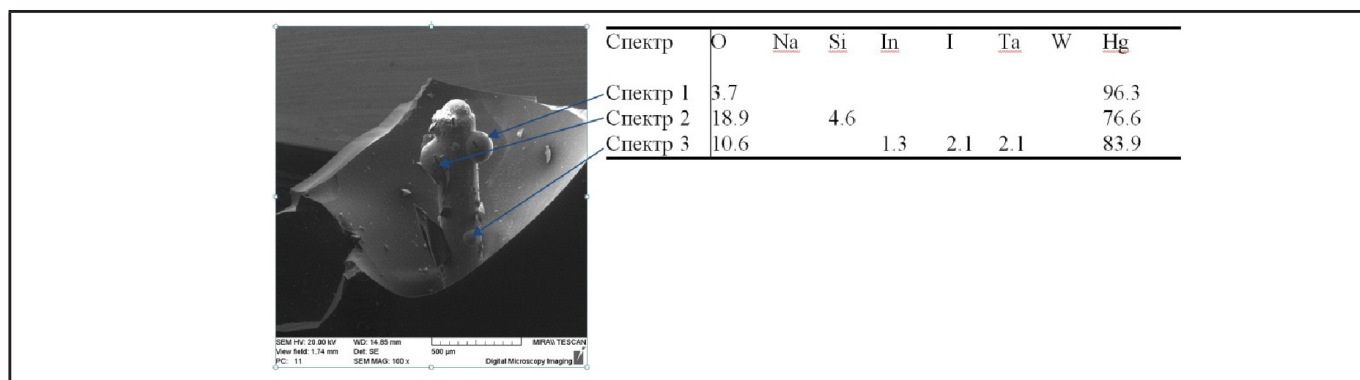 Спектр O Na Si In I Ta W Hg
Спектр 1 3.7 96.3
Спектр 2 18.9 4.6 76.6
Спектр 3 10.6 1.3 2.1 2.1 83.9
SEM HV: 20.00 kV WD: 14.85 mm MIRA\\ TESCAN
View field: 1.74 mm Det: SE 500 µm
PC: 11 SEM MAG: 100 x Digital Microscopy Imaging